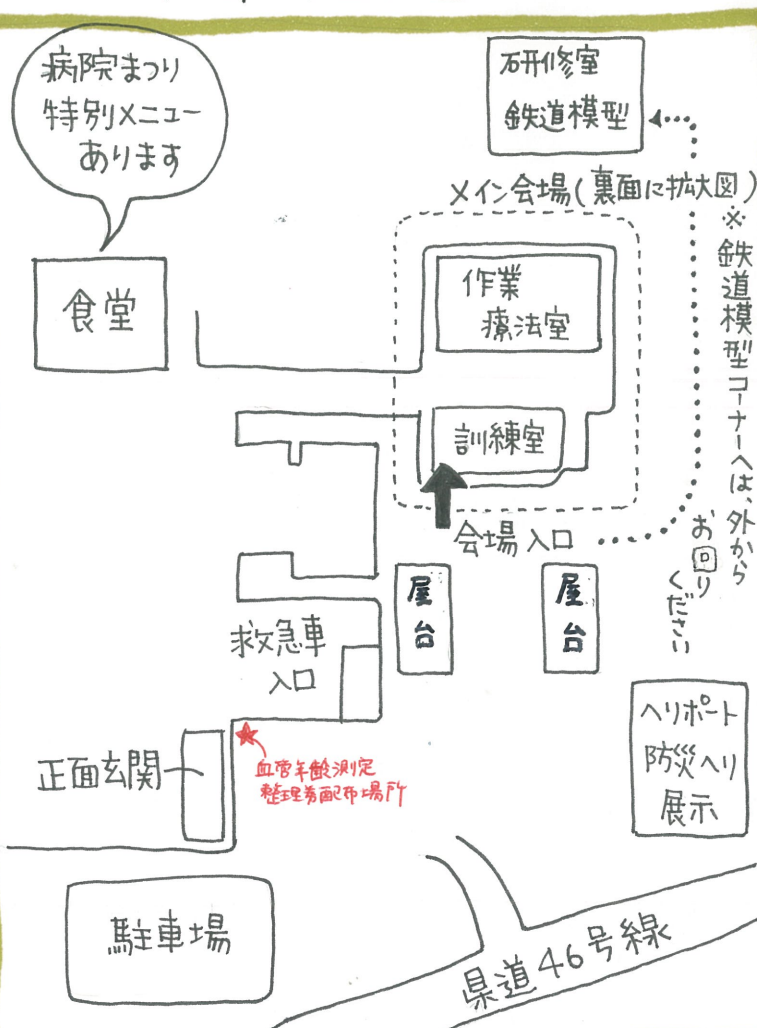 病院まつり
特別メニュー
あります
研修室
鉄道模型
メイン会場(裏面に拡大図)
※鉄道模型コーナーへは、外から
お回り
ください
食堂
作業
療法室
訓練室
会場入口
屋台
屋台
救急車
入口
正面玄関
血管年齢測定
整理券配布場所
ヘリポート
防災ヘリ
展示
駐車場
県道46号線